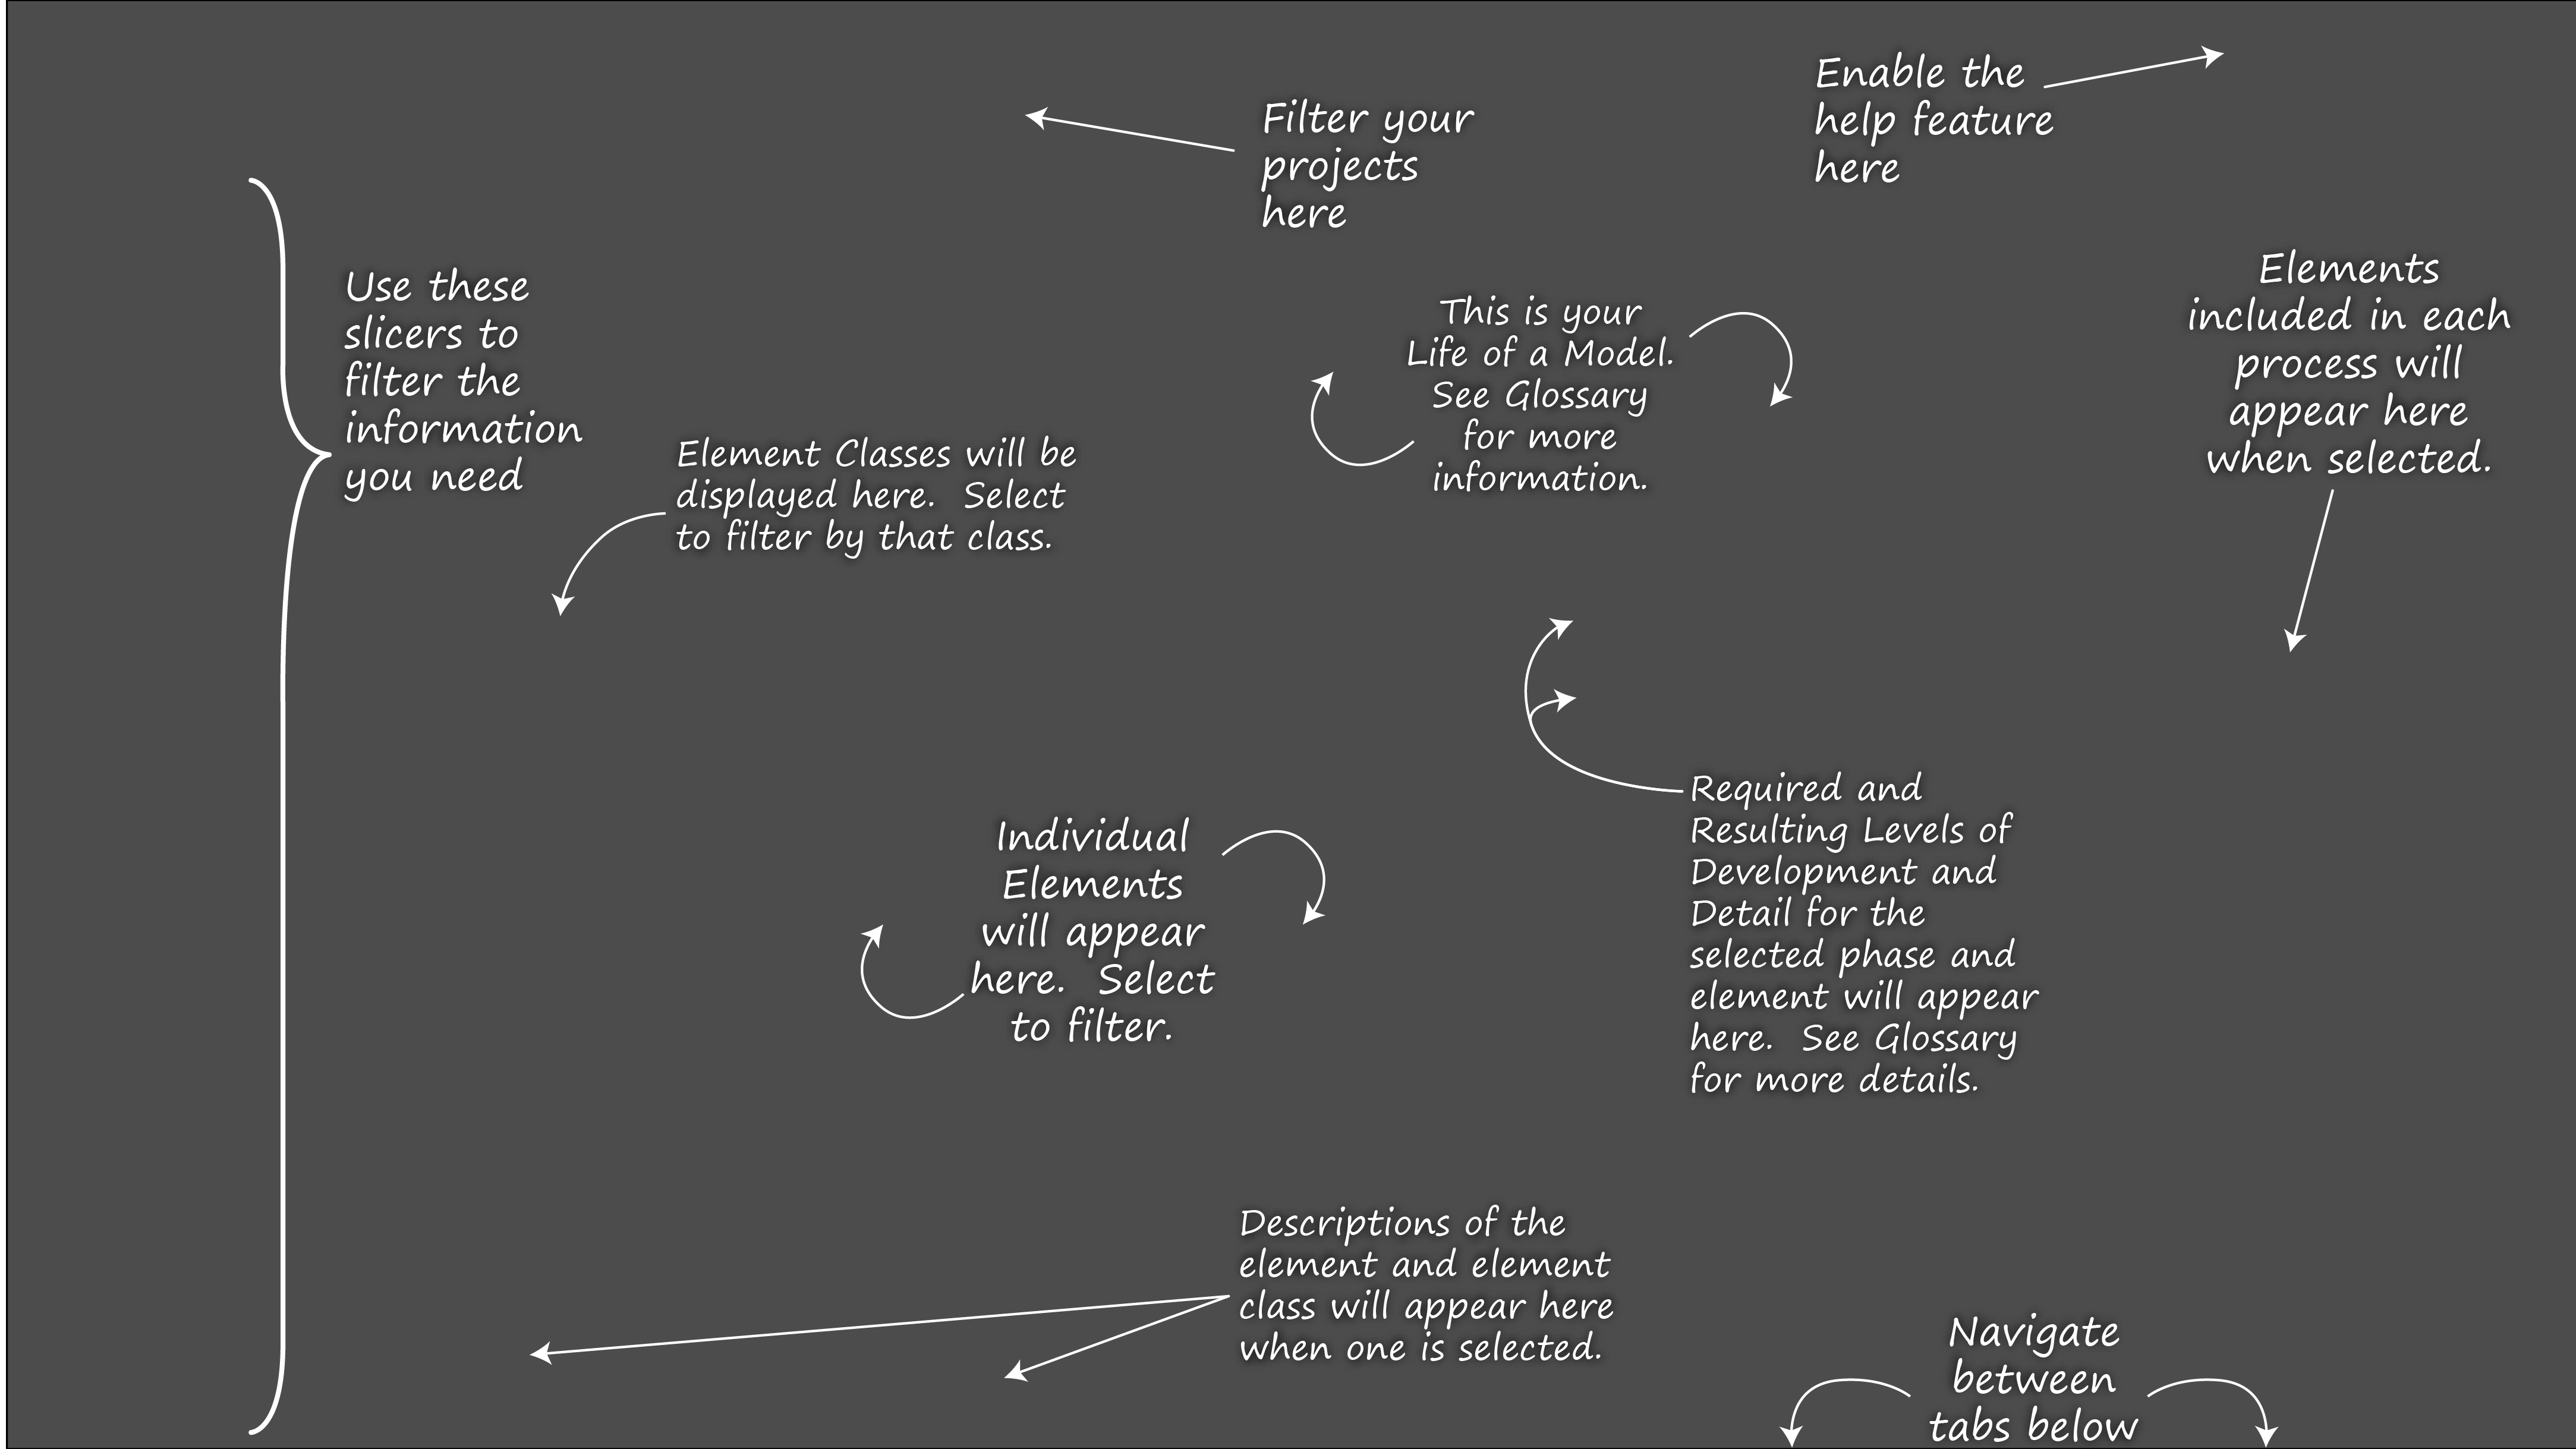 Enable the
help feature
here
Filter your
projects
here
Use these
slicers to
filter the
information
you need
Elements
included in each
process will
appear here
when selected.
This is your
Life of a Model.
See Glossary
for more
information.
Element Classes will be
displayed here.  Select
to filter by that class.
Required and
Resulting Levels of
Development and
Detail for the
selected phase and
element will appear
here.  See Glossary
for more details.
Individual
Elements
will appear
here.  Select
to filter.
Descriptions of the
element and element
class will appear here
when one is selected.
Navigate
between
tabs below